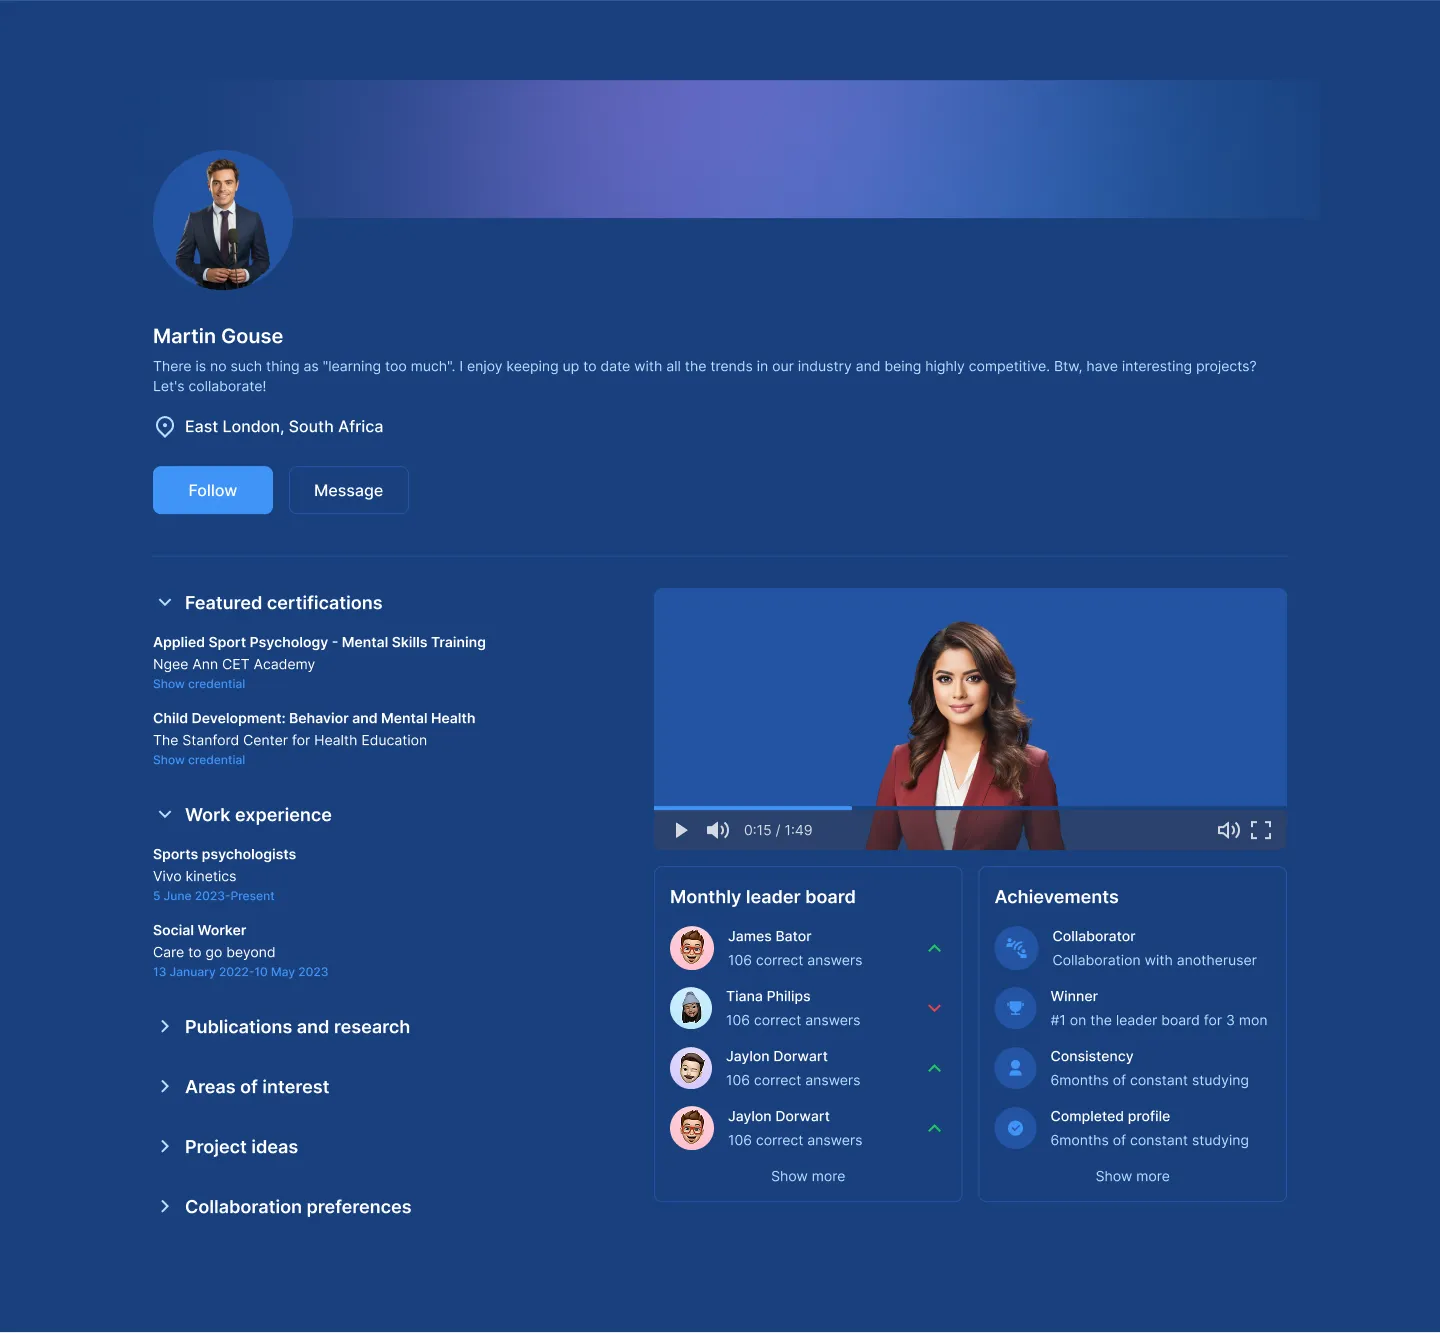 Martin Gouse
There is no such thing as "learning too much". I enjoy keeping up to date with all the trends in our industry and being highly competitive. Btw, have interesting projects?
Let's collaborate!
East London, South Africa
Follow
Message
Featured certifications
Applied Sport Psychology - Mental Skills Training
Ngee Ann CET Academy
Show credential
Child Development: Behavior and Mental Health
The Stanford Center for Health Education
Show credential
Work experience
Sports psychologists
Vivo kinetics
5 June 2023-Present
Social Worker
Care to go beyond
13 January 2022-10 May 2023
Publications and research
Areas of interest
Project ideas
Collaboration preferences
0:15 / 1:49
Monthly leader board
James Bator
106 correct answers
Tiana Philips
106 correct answers
Jaylon Dorwart
106 correct answers
Jaylon Dorwart
106 correct answers
Show more
Achievements
Collaborator
Collaboration with anotheruser
Winner
#1 on the leader board for 3 mon
Consistency
6months of constant studying
Completed profile
6months of constant studying
Show more